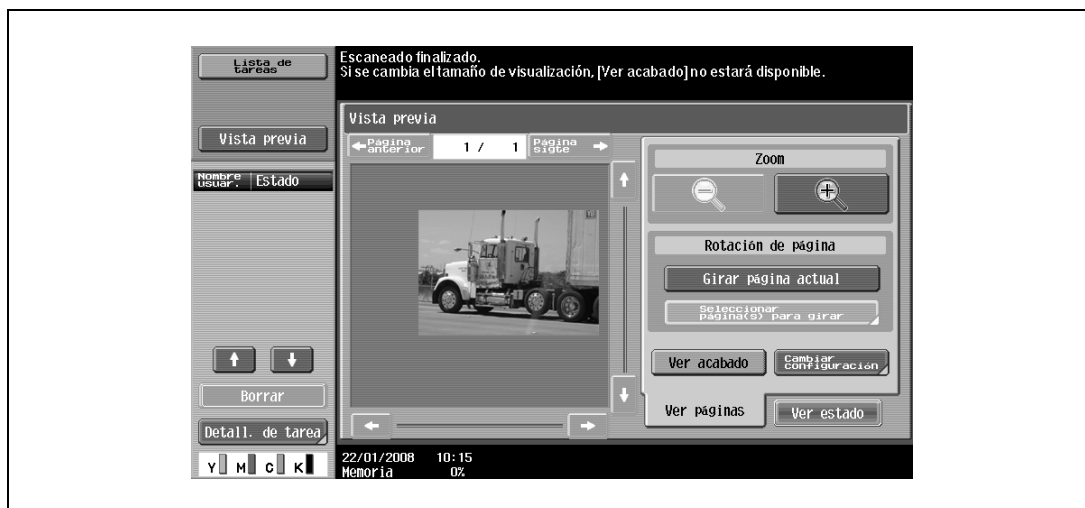 Lista de
tareas
Escaneado finalizado.
Si se cambia el tamaño de visualización, [Ver acabado] no estará disponible.
Vista previa
Vista previa
Página
anterior
1 / 1
Página
sigte
Nombre
usuar.
Estado
Zoom
Rotación de página
Girar página actual
Seleccionar
página(s) para girar
Ver acabado
Cambiar
configuración
Borrar
Ver páginas
Ver estado
Detall. de tarea
Y M C K
22/01/2008 10:15
Memoria 0%